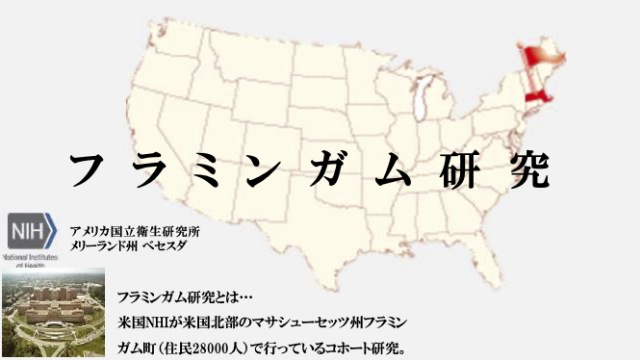 フラミンガム研究
NIH
National Institutes
of Health
アメリカ国立衛生研究所
メリーランド州 ベセスダ
フラミンガム研究とは…
米国NHIが米国北部のマサシューセッツ州フラミン
ガム町（住民28000人）で行っているコホート研究。